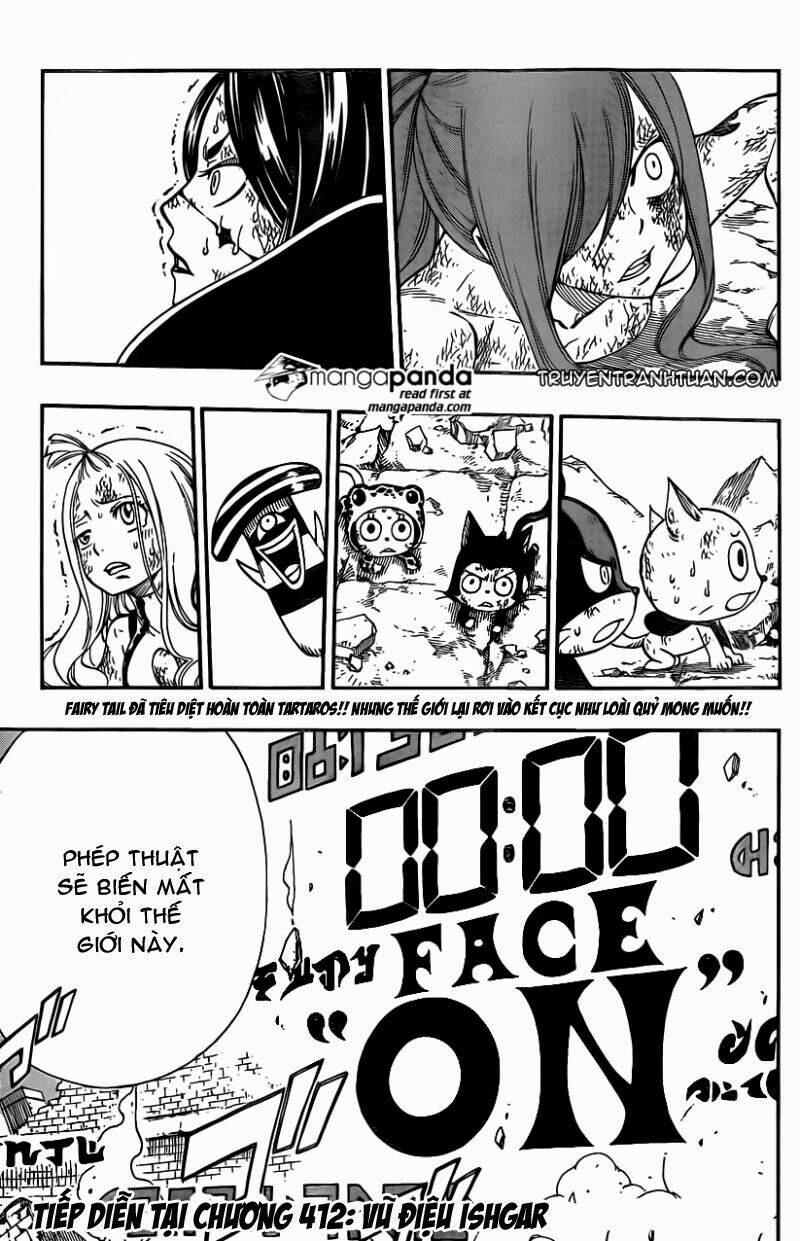 mangapanda
read first at
mangapanda.com
TRUYENTRANHTUAN.COM
FAIRY TAIL ĐÃ TIÊU DIỆT HOÀN TOÀN TARTAROS!! NHƯNG THẾ GIỚI LẠI RƠI VÀO KẾT CỤC NHƯ LOÀI QUỶ MONG MUỐN!!
00:00
PHÉP THUẬT
SẼ BIẾN MẤT
KHỎI THẾ
GIỚI NÀY.
FACE
"ON"
TIẾP DIỄN TẠI CHƯƠNG 412: VŨ ĐIỆU ISHGAR